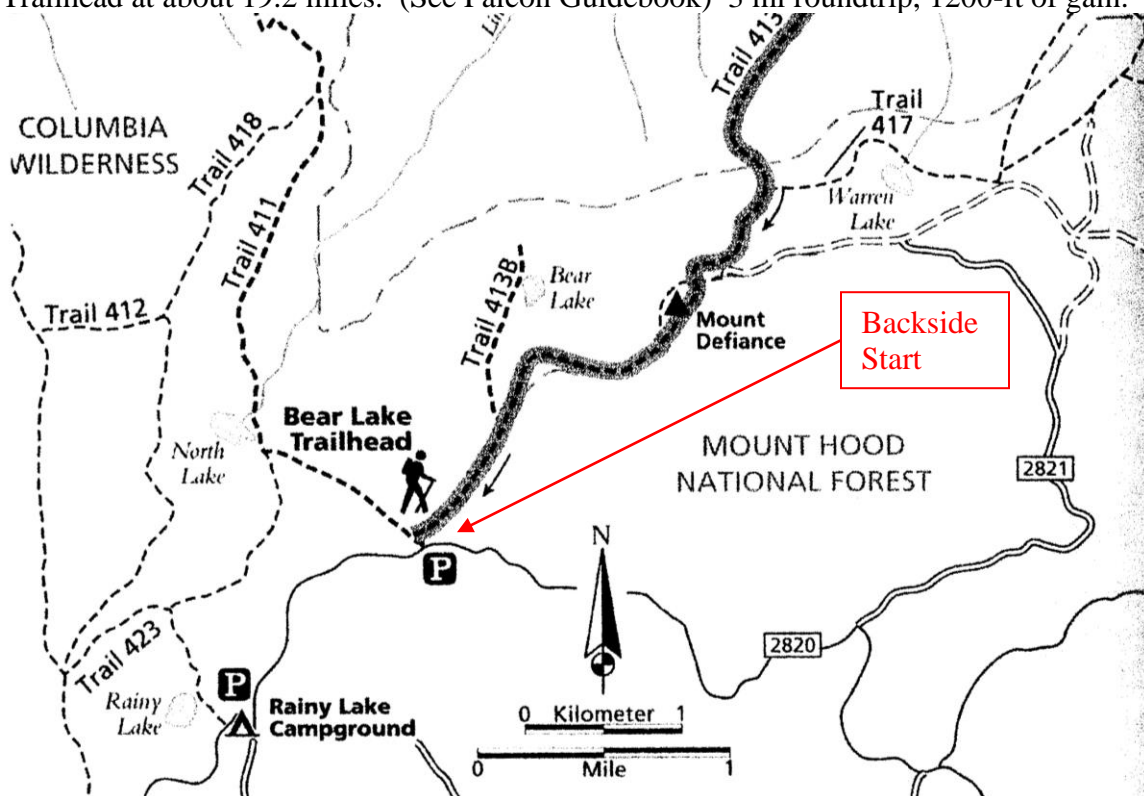 Trailhead at about 19.2 miles. (See Falcon Guidebook) 3 mi roundtrip, 1200-ft of gain.
Trail 413
COLUMBIA
WILDERNESS
Trail 418
Trail
417
Trail 411
Warren
Lake
Trail 412
Trail 413B
Bear
Lake
Mount
Defiance
Backside
Start
Bear Lake
Trailhead
North
Lake
MOUNT HOOD
NATIONAL FOREST
2821
P
N
2820
Trail 423
P
Rainy
Lake
Rainy Lake
Campground
0 Kilometer 1
0 Mile 1